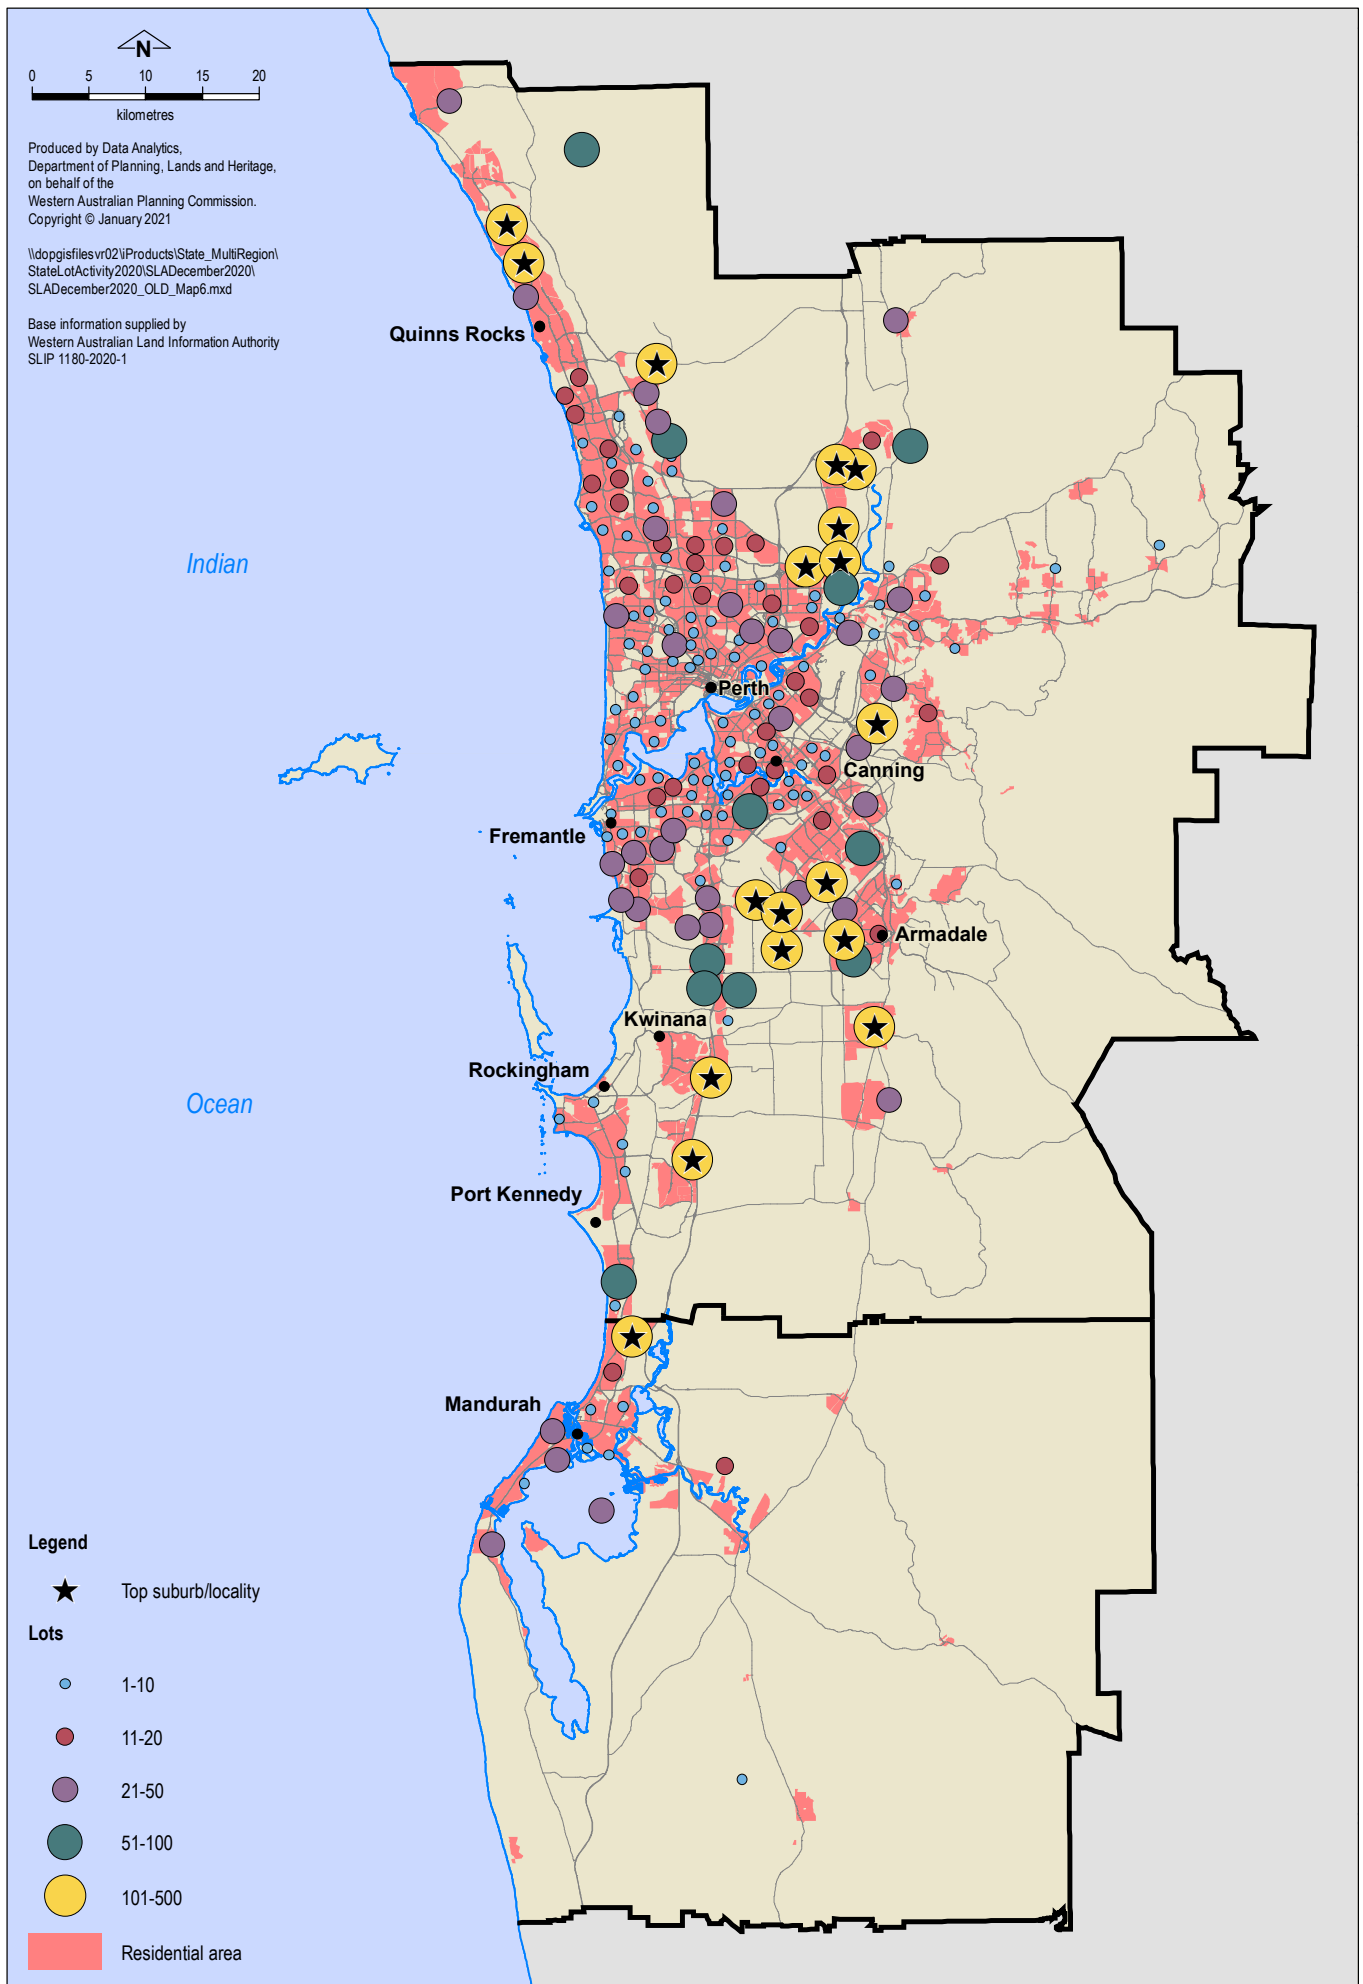 N
0 5 10 15 20
kilometres
Produced by Data Analytics,
Department of Planning, Lands and Heritage,
on behalf of the
Western Australian Planning Commission.
Copyright © January 2021
\\dopgisfilesvr02\iProducts\State_MultiRegion\
StateLotActivity2020\SLADecember2020\
SLADecember2020_OLD_Map6.mxd
Base information supplied by
Western Australian Land Information Authority
SLIP 1180-2020-1
Quinns Rocks
Indian
Perth
Canning
Fremantle
Armadale
Kwinana
Rockingham
Ocean
Port Kennedy
Mandurah
Legend
Top suburb/locality
Lots
1-10
11-20
21-50
51-100
101-500
Residential area